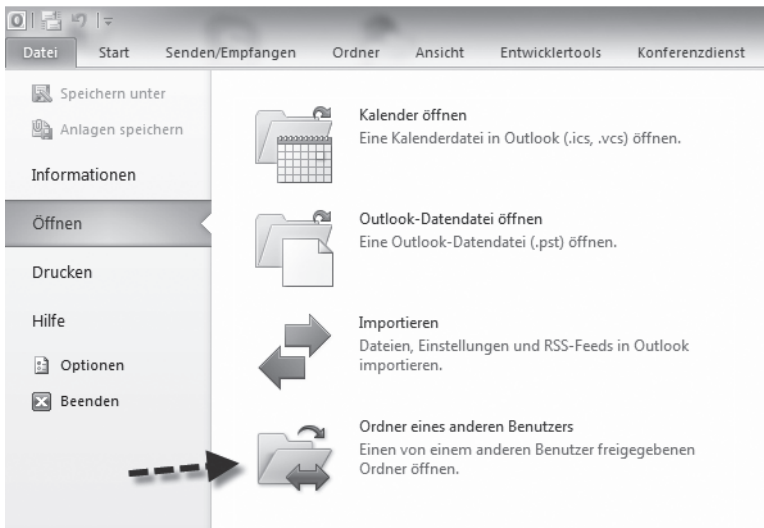 Datei Start Senden/Empfangen Ordner Ansicht Entwicklertools Konferenzdienst
Speichern unter
Anlagen speichern
Informationen
Öffnen
Drucken
Hilfe
Optionen
Beenden
Kalender öffnen
Eine Kalenderdatei in Outlook (.ics, .vcs) öffnen.
Outlook-Datendatei öffnen
Eine Outlook-Datendatei (.pst) öffnen.
Importieren
Dateien, Einstellungen und RSS-Feeds in Outlook
importieren.
Ordner eines anderen Benutzers
Einen von einem anderen Benutzer freigegebenen
Ordner öffnen.